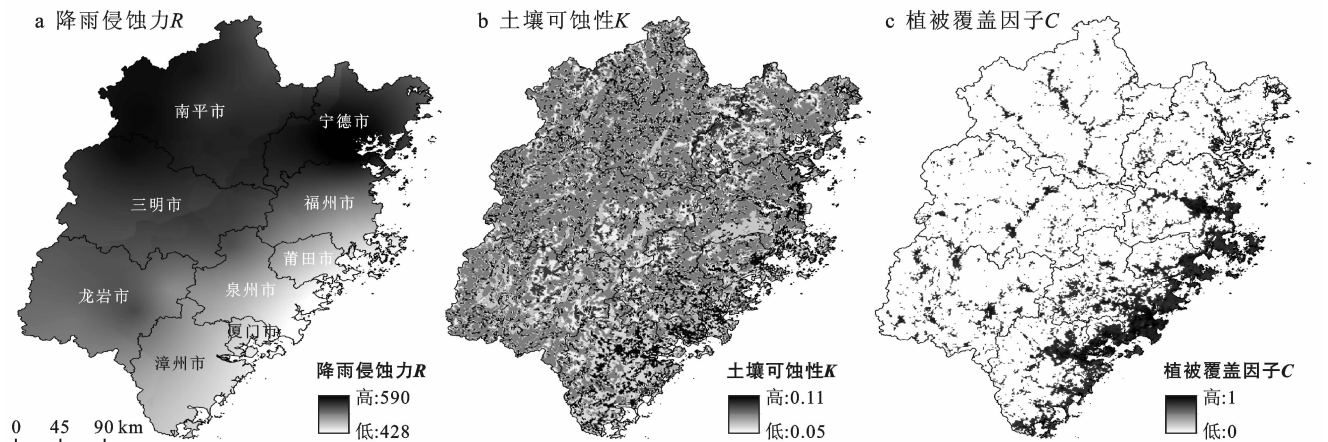 a 降雨侵蚀力R
b 土壤可蚀性K
c 植被覆盖因子C
南平市
宁德市
三明市
福州市
莆田市
龙岩市
泉州市
厦门市
漳州市
降雨侵蚀力R
高:590
低:428
0 45 90 km
土壤可蚀性K
高:0.11
低:0.05
植被覆盖因子C
高:1
低:0